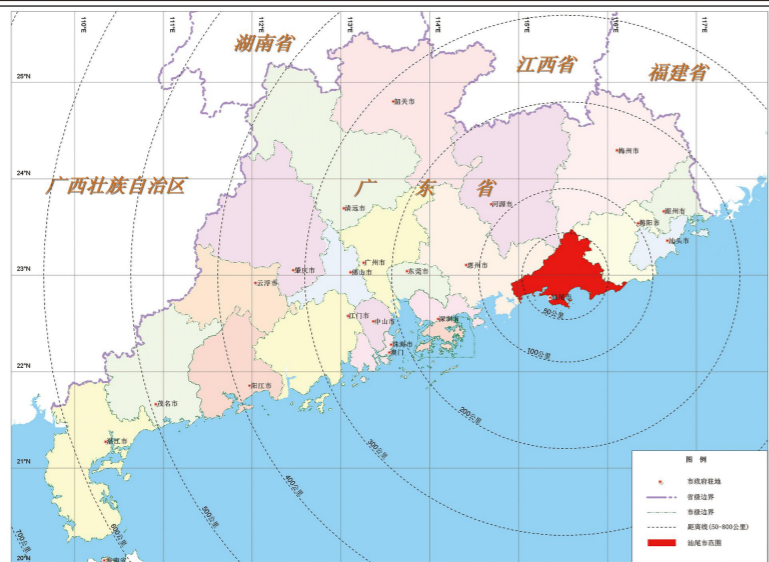 110°E
111°E
112°E
113°E
114°E
115°E
116°E
117°E
湖南省
江西省
福建省
25°N
韶关市
梅州市
24°N
广西壮族自治区
广东省
清远市
河源市
潮州市
揭阳市
汕头市
23°N
肇庆市
广州市
佛山市
东莞市
惠州市
云浮市
50公里
江门市
中山市
深圳市
珠海市
澳门
100公里
22°N
茂名市
阳江市
200公里
湛江市
300公里
21°N
400公里
500公里
600公里
700公里
20°N
图 例
市政府驻地
省级边界
市级边界
距离线(50-800公里)
汕尾市范围